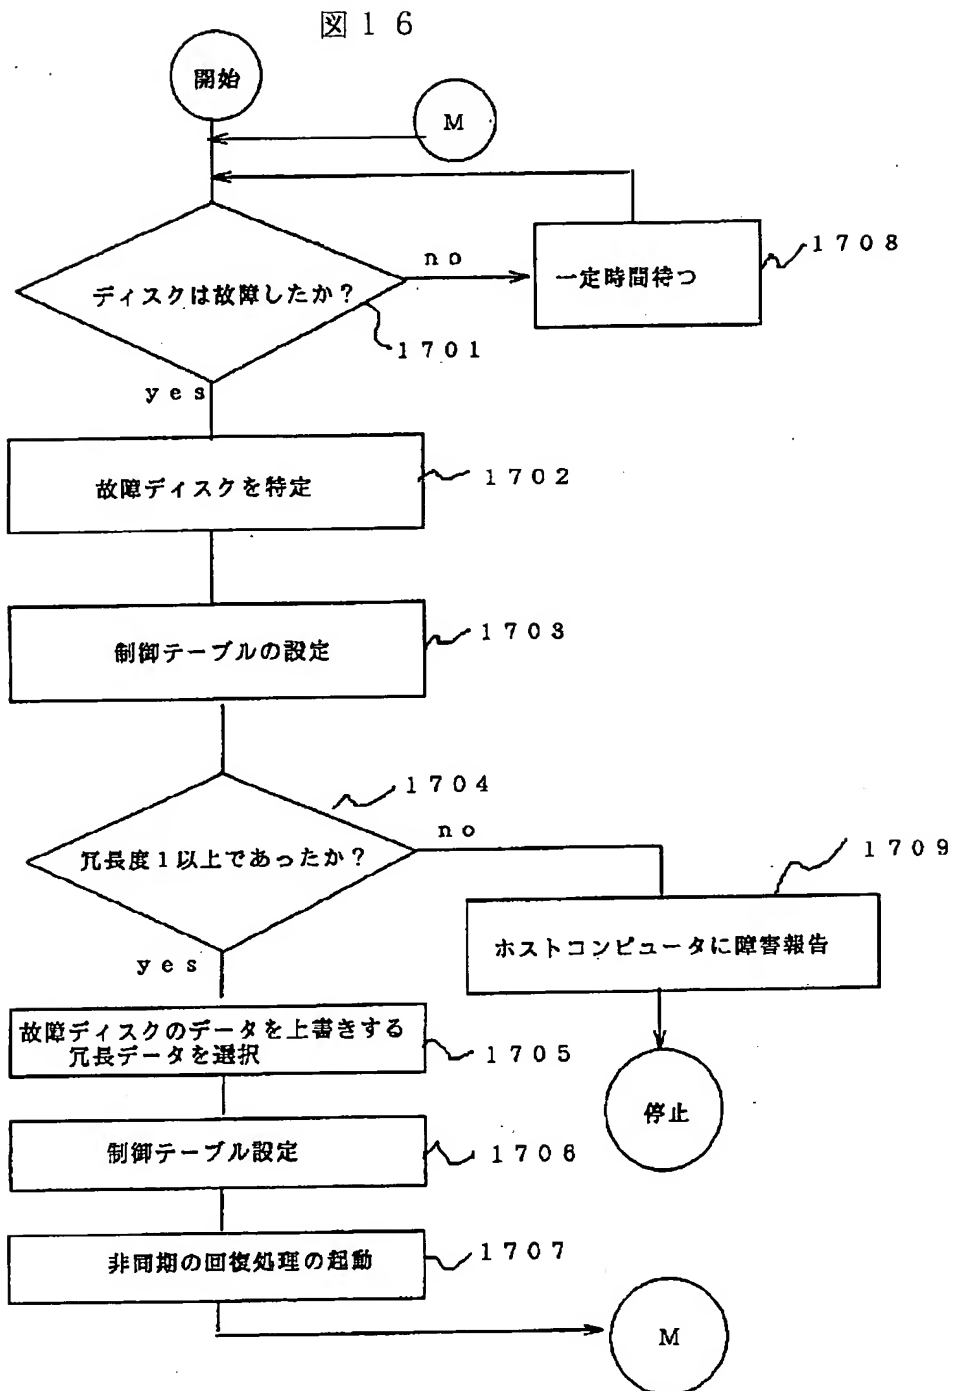 図１６
開始
M
no
一定時間待つ
１７０８
ディスクは故障したか？
１７０１
yes
故障ディスクを特定
１７０２
制御テーブルの設定
１７０３
１７０４
no
冗長度１以上であったか？
１７０９
ホストコンピュータに障害報告
yes
故障ディスクのデータを上書きする
冗長データを選択
１７０５
停止
制御テーブル設定
１７０６
非同期の回復処理の起動
１７０７
M